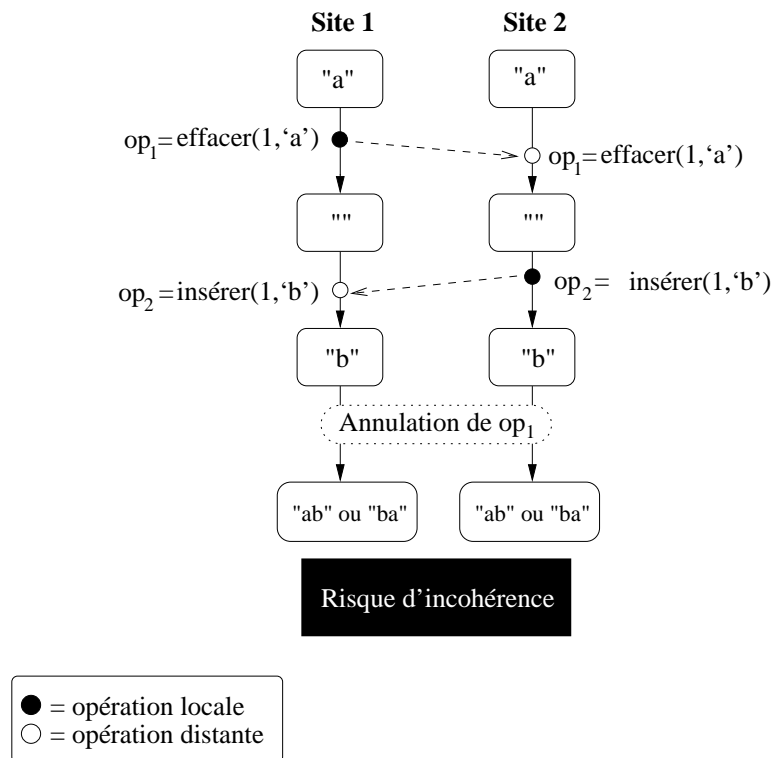 Site 1 Site 2
"a" "a"
op1=effacer(1,‘a’) op1=effacer(1,‘a’)
"" ""
op2=insérer(1,‘b’) op2= insérer(1,‘b’)
"b" "b"
Annulation de op1
"ab" ou "ba" "ab" ou "ba"
Risque d’incohérence
= opération locale
= opération distante